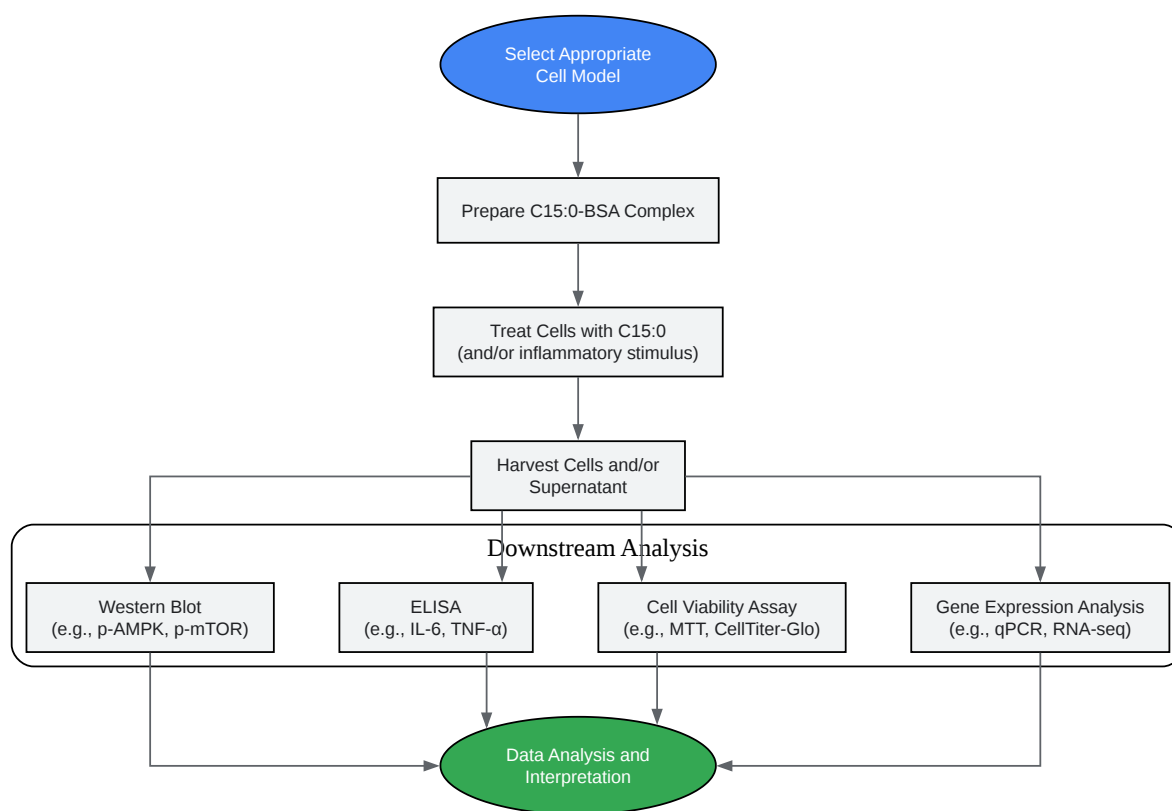 Select Appropriate
Cell Model
Prepare C15:0-BSA Complex
Treat Cells with C15:0
(and/or inflammatory stimulus)
Harvest Cells and/or
Supernatant
Downstream Analysis
Western Blot
(e.g., p-AMPK, p-mTOR)
ELISA
(e.g., IL-6, TNF-α)
Cell Viability Assay
(e.g., MTT, CellTiter-Glo)
Gene Expression Analysis
(e.g., qPCR, RNA-seq)
Data Analysis and
Interpretation